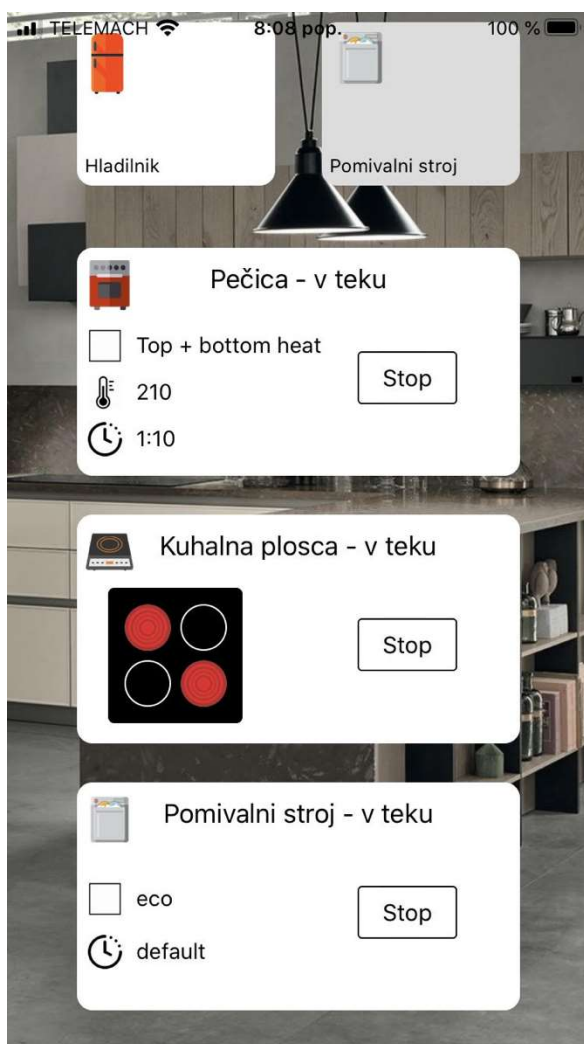 TELEMACH 8:08 pop. 100 %
Hladilnik
Pomivalni stroj
Pečica - v teku
Top + bottom heat
210
1:10
Stop
Kuhalna plosca - v teku
Stop
Pomivalni stroj - v teku
eco
default
Stop